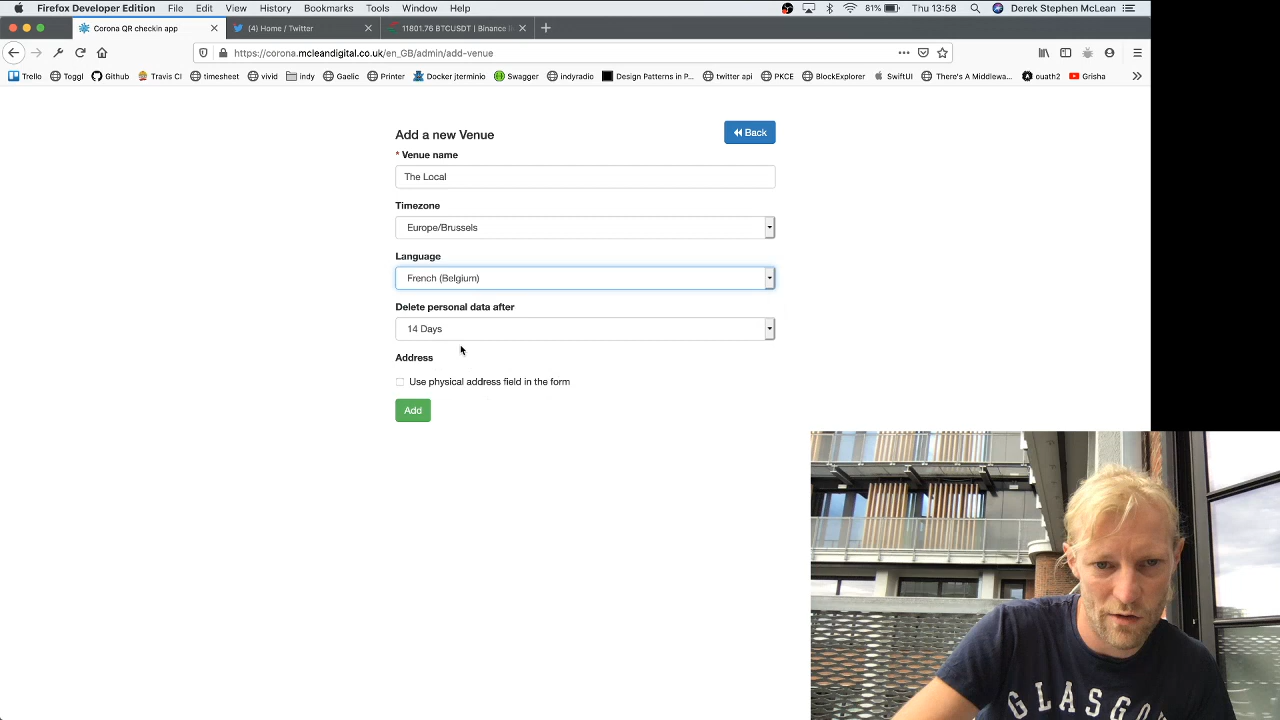 Firefox Developer Edition File Edit View History Bookmarks Tools Window Help 81% Thu 13:58 Derek Stephen McLean
Corona QR checkin app (4) Home / Twitter 11801.76 BTCUSDT | Binance
https://corona.mcleandigital.co.uk/en_GB/admin/add-venue
Trello Toggl Github Travis CI timesheet vivid indy Gaelic Printer Docker jterminio Swagger indyradio Design Patterns in P... twitter api PKCE BlockExplorer SwiftUI There's A Middlewa... ouath2 Grisha
Add a new Venue
Back
* Venue name
The Local
Timezone
Europe/Brussels
Language
French (Belgium)
Delete personal data after
14 Days
Address
Use physical address field in the form
Add
GLASGO